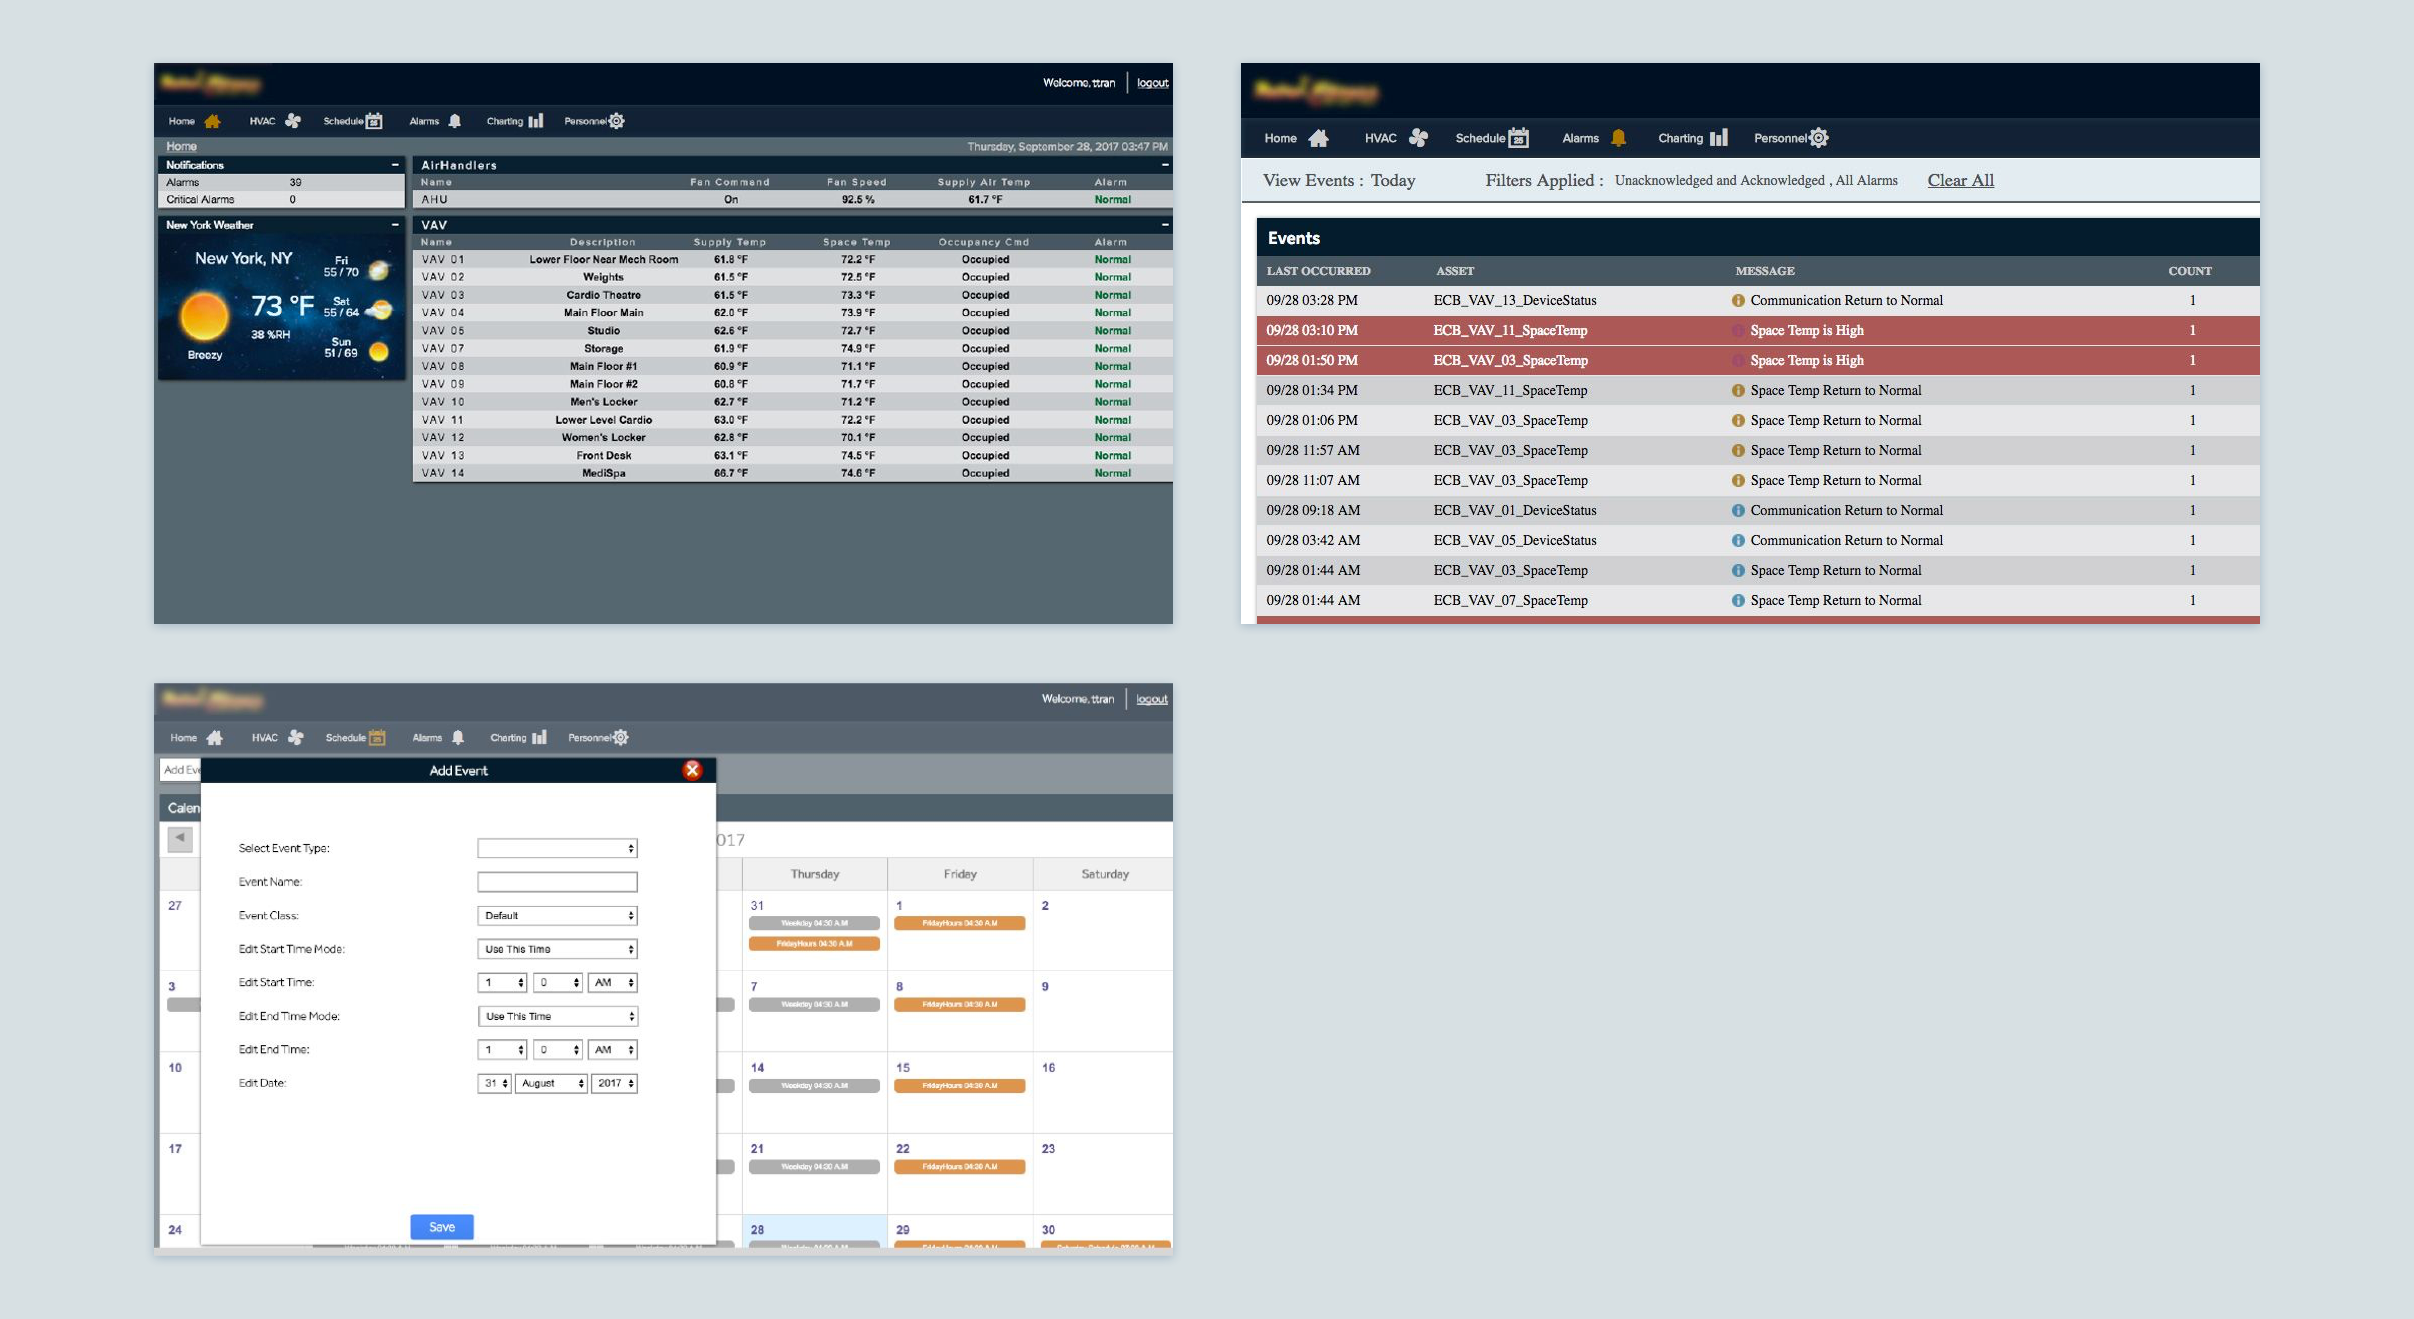 Welcome, ttran logout
Home HVAC Schedule Alarms Charting Personnel
Home Thursday, September 28, 2017 03:47 PM
Notifications
Alarms 39
Critical Alarms 0
New York Weather
New York, NY
73 °F
38 %RH
Breezy
Fri
55 / 70
Sat
55 / 64
Sun
51 / 69
AirHandlers
Name Fan Command Fan Speed Supply Air Temp Alarm
AHU On 92.5 % 61.7 °F Normal
VAV
Name Description Supply Temp Space Temp Occupancy Cmd Alarm
VAV 01 Lower Floor Near Mech Room 61.8 °F 72.2 °F Occupied Normal
VAV 02 Weights 61.5 °F 72.5 °F Occupied Normal
VAV 03 Cardio Theatre 61.5 °F 73.3 °F Occupied Normal
VAV 04 Main Floor Main 62.0 °F 73.9 °F Occupied Normal
VAV 05 Studio 62.6 °F 72.7 °F Occupied Normal
VAV 07 Storage 61.9 °F 74.9 °F Occupied Normal
VAV 08 Main Floor #1 60.9 °F 71.1 °F Occupied Normal
VAV 09 Main Floor #2 60.8 °F 71.7 °F Occupied Normal
VAV 10 Men's Locker 62.7 °F 71.2 °F Occupied Normal
VAV 11 Lower Level Cardio 63.0 °F 72.2 °F Occupied Normal
VAV 12 Women's Locker 62.8 °F 70.1 °F Occupied Normal
VAV 13 Front Desk 63.1 °F 74.5 °F Occupied Normal
VAV 14 MediSpa 66.7 °F 74.6 °F Occupied Normal
Home HVAC Schedule 25 Alarms Charting Personnel
View Events : Today Filters Applied : Unacknowledged and Acknowledged , All Alarms Clear All
Events
LAST OCCURRED ASSET MESSAGE COUNT
09/28 03:28 PM ECB_VAV_13_DeviceStatus Communication Return to Normal 1
09/28 03:10 PM ECB_VAV_11_SpaceTemp Space Temp is High 1
09/28 01:50 PM ECB_VAV_03_SpaceTemp Space Temp is High 1
09/28 01:34 PM ECB_VAV_11_SpaceTemp Space Temp Return to Normal 1
09/28 01:06 PM ECB_VAV_03_SpaceTemp Space Temp Return to Normal 1
09/28 11:57 AM ECB_VAV_03_SpaceTemp Space Temp Return to Normal 1
09/28 11:07 AM ECB_VAV_03_SpaceTemp Space Temp Return to Normal 1
09/28 09:18 AM ECB_VAV_01_DeviceStatus Communication Return to Normal 1
09/28 03:42 AM ECB_VAV_05_DeviceStatus Communication Return to Normal 1
09/28 01:44 AM ECB_VAV_03_SpaceTemp Space Temp Return to Normal 1
09/28 01:44 AM ECB_VAV_07_SpaceTemp Space Temp Return to Normal 1
Welcome, ttran logout
Home HVAC Schedule Alarms Charting Personnel
Add Eve
Calen
Add Event
Select Event Type:
Event Name:
Event Class: Default
Edit Start Time Mode: Use This Time
Edit Start Time: 1 0 AM
Edit End Time Mode: Use This Time
Edit End Time: 1 0 AM
Edit Date: 31 August 2017
Save
017
Thursday Friday Saturday
27 31 1 2
Weekday 04:30 A.M FridayHours 04:30 A.M
FridayHours 04:30 A.M
3 7 8 9
Weekday 04:30 A.M FridayHours 04:30 A.M
10 14 15 16
Weekday 04:30 A.M FridayHours 04:30 A.M
17 21 22 23
Weekday 04:30 A.M FridayHours 04:30 A.M
24 28 29 30